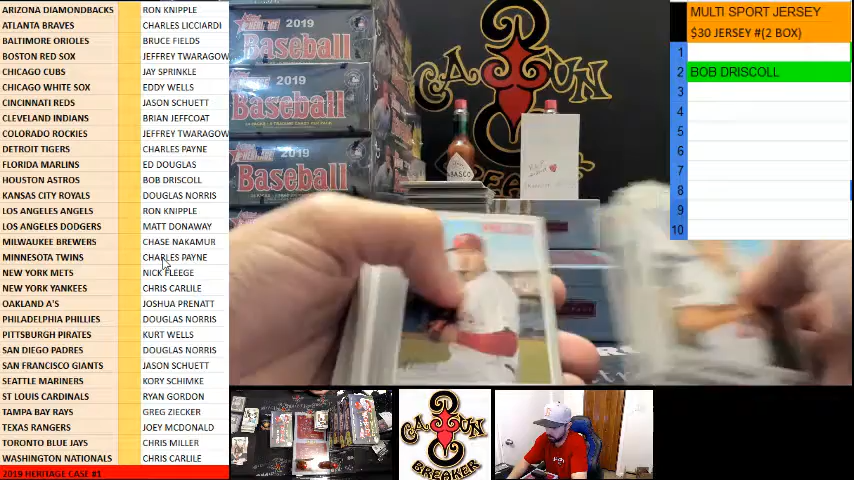 ARIZONA DIAMONDBACKS RON KNIPPLE
ATLANTA BRAVES CHARLES LICCIARDI
BALTIMORE ORIOLES BRUCE FIELDS
BOSTON RED SOX JEFFREY TWARAGOW
CHICAGO CUBS JAY SPRINKLE
CHICAGO WHITE SOX EDDY WELLS
CINCINNATI REDS JASON SCHUETT
CLEVELAND INDIANS BRIAN JEFFCOAT
COLORADO ROCKIES JEFFREY TWARAGOW
DETROIT TIGERS CHARLES PAYNE
FLORIDA MARLINS ED DOUGLAS
HOUSTON ASTROS BOB DRISCOLL
KANSAS CITY ROYALS DOUGLAS NORRIS
LOS ANGELES ANGELS RON KNIPPLE
LOS ANGELES DODGERS MATT DONAWAY
MILWAUKEE BREWERS CHASE NAKAMUR
MINNESOTA TWINS CHARLES PAYNE
NEW YORK METS NICK FLEEGE
NEW YORK YANKEES CHRIS CARLILE
OAKLAND A'S JOSHUA PRENATT
PHILADELPHIA PHILLIES DOUGLAS NORRIS
PITTSBURGH PIRATES KURT WELLS
SAN DIEGO PADRES DOUGLAS NORRIS
SAN FRANCISCO GIANTS JASON SCHUETT
SEATTLE MARINERS KORY SCHIMKE
ST LOUIS CARDINALS RYAN GORDON
TAMPA BAY RAYS GREG ZIECKER
TEXAS RANGERS JOEY MCDONALD
TORONTO BLUE JAYS CHRIS MILLER
WASHINGTON NATIONALS CHRIS CARLILE
2019 HERITAGE CASE #1
HERITAGE 2019
Baseball
2019
Baseball
HERITAGE 2019
Baseball
TABASCO
CAJUN
BREAKER
CAJUN
BREAKER
MULTI SPORT JERSEY
$30 JERSEY #(2 BOX)
1
2 BOB DRISCOLL
3
4
5
6
7
8
9
10